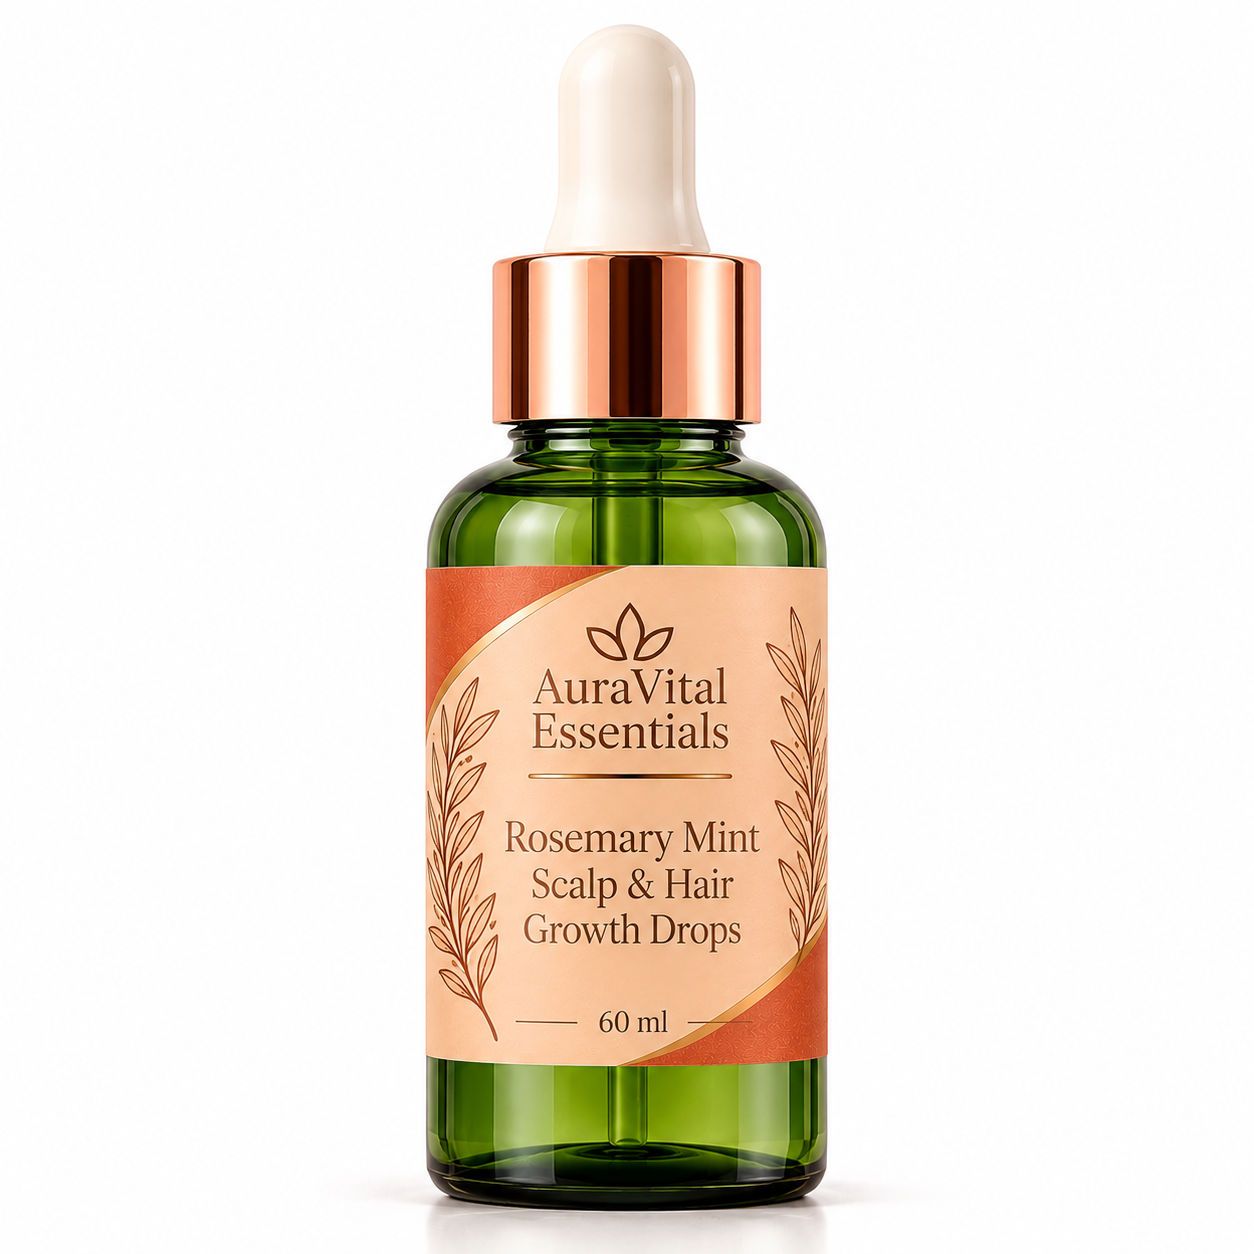 AuraVital
Essentials
Rosemary Mint
Scalp & Hair
Growth Drops
60 ml